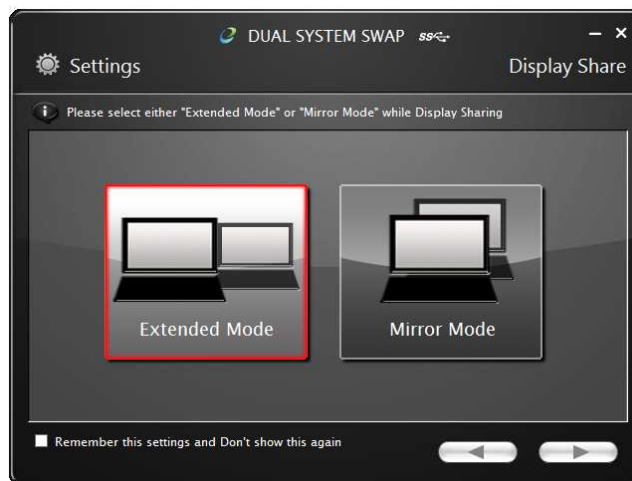 DUAL SYSTEM SWAP SS
Settings
Display Share
Please select either "Extended Mode" or "Mirror Mode" while Display Sharing
Extended Mode
Mirror Mode
Remember this settings and Don't show this again